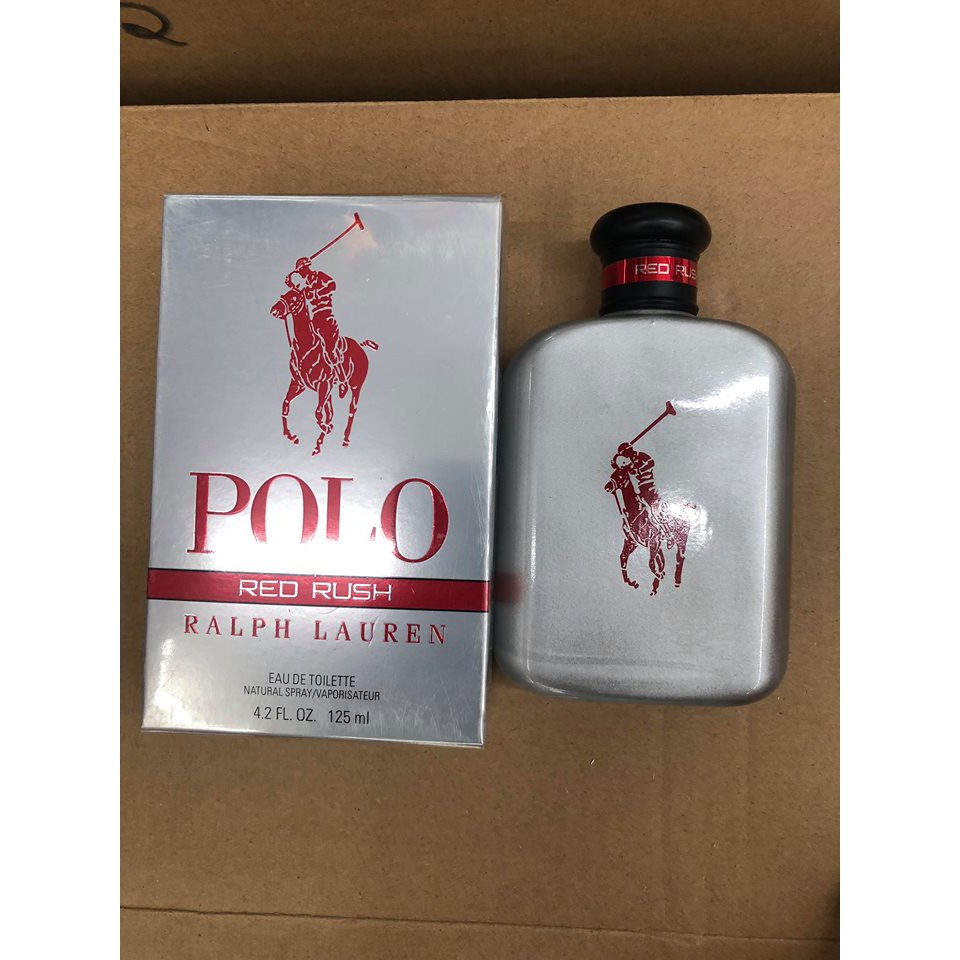 POLO
RED RUSH
RALPH LAUREN
EAU DE TOILETTE
NATURAL SPRAY/VAPORISATEUR
4.2 FL. OZ. 125 ml
RED RUSH